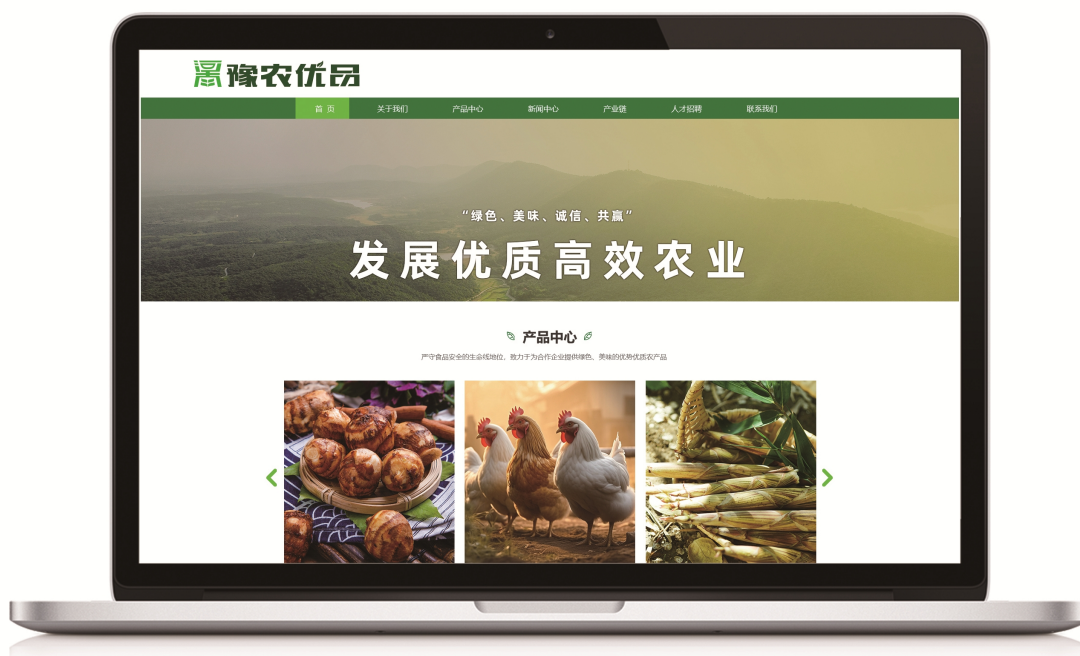 豫农优品
首 页 关于我们 产品中心 新闻中心 产业链 人才招聘 联系我们
“绿色、美味、诚信、共赢”
发展优质高效农业
产品中心
严守食品安全的生命线地位，致力于为合作企业提供绿色、美味的优势优质农产品